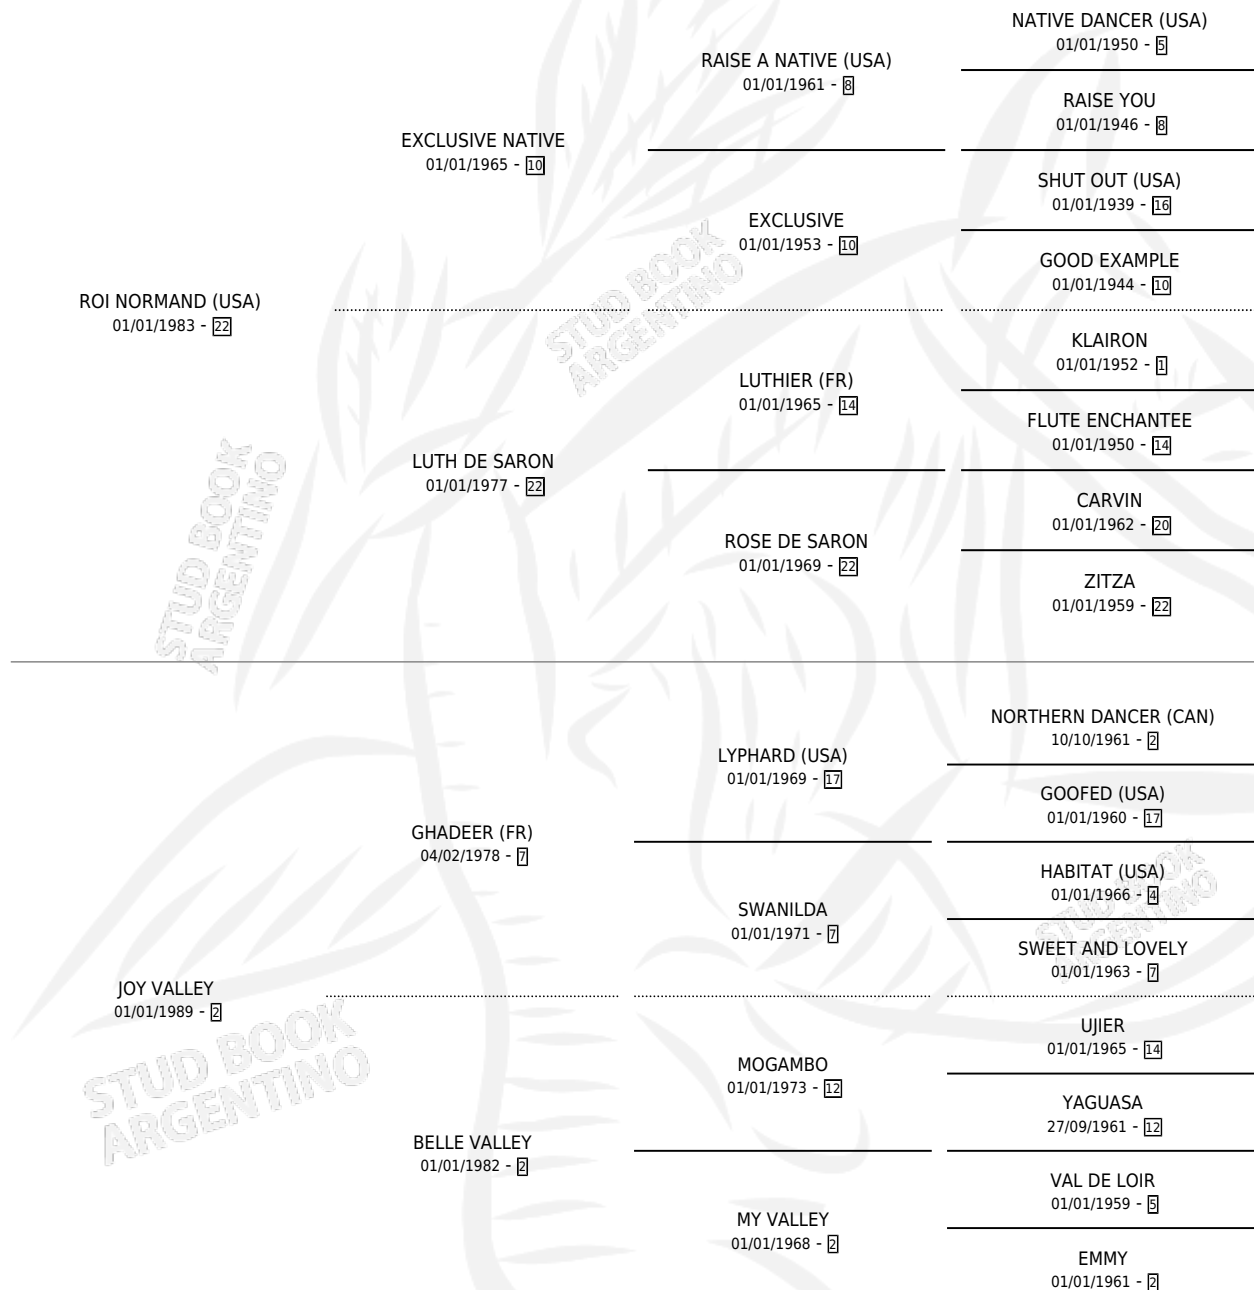 NATIVE DANCER (USA)
01/01/1950 - 5
RAISE A NATIVE (USA)
01/01/1961 - 8
RAISE YOU
01/01/1946 - 8
EXCLUSIVE NATIVE
01/01/1965 - 10
SHUT OUT (USA)
01/01/1939 - 16
EXCLUSIVE
01/01/1953 - 10
GOOD EXAMPLE
01/01/1944 - 10
STUD BOOK
ARGENTINO
ROI NORMAND (USA)
01/01/1983 - 22
KLAIRON
01/01/1952 - 1
LUTHIER (FR)
01/01/1965 - 14
FLUTE ENCHANTEE
01/01/1950 - 14
LUTH DE SARON
01/01/1977 - 22
CARVIN
01/01/1962 - 20
ROSE DE SARON
01/01/1969 - 22
ZITZA
01/01/1959 - 22
STUD BOOK
ARGENTINO
NORTHERN DANCER (CAN)
10/10/1961 - 2
LYPHARD (USA)
01/01/1969 - 17
GOOFED (USA)
01/01/1960 - 17
GHADEER (FR)
04/02/1978 - 7
HABITAT (USA)
01/01/1966 - 4
SWANILDA
01/01/1971 - 7
SWEET AND LOVELY
01/01/1963 - 7
STUD BOOK
ARGENTINO
JOY VALLEY
01/01/1989 - 2
UJIER
01/01/1965 - 14
MOGAMBO
01/01/1973 - 12
YAGUASA
27/09/1961 - 12
STUD BOOK
ARGENTINO
BELLE VALLEY
01/01/1982 - 2
VAL DE LOIR
01/01/1959 - 5
MY VALLEY
01/01/1968 - 2
EMMY
01/01/1961 - 2